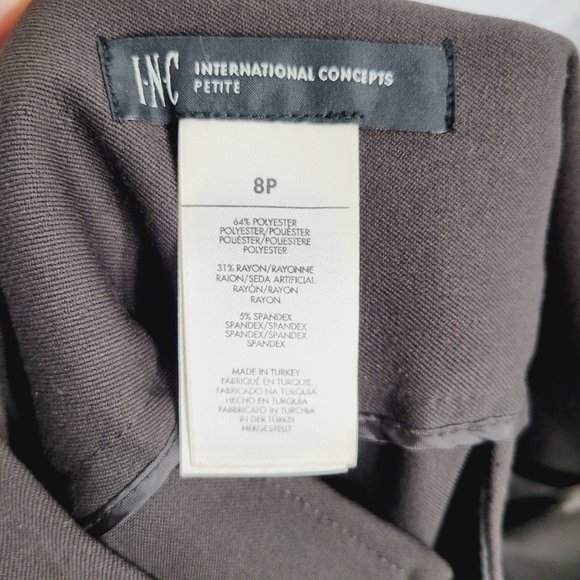 I·N·C INTERNATIONAL CONCEPTS
PETITE
8P
64% POLYESTER
POLYESTER/POLIÉSTER
POLIÉSTER/POLIESTERE
POLYESTER
31% RAYON/RAYONNE
RAION/SEDA ARTIFICIAL
RAYÓN/RAYON
RAYON
5% SPANDEX
SPANDEX/SPANDEX
SPANDEX/SPANDEX
SPANDEX
MADE IN TURKEY
FABRIQUÉ EN TURQUIE
FABRICADO NA TURQUIA
HECHO EN TURQUÍA
FABBRICATO IN TURCHIA
IN DER TÜRKEI
HERGESTELLT